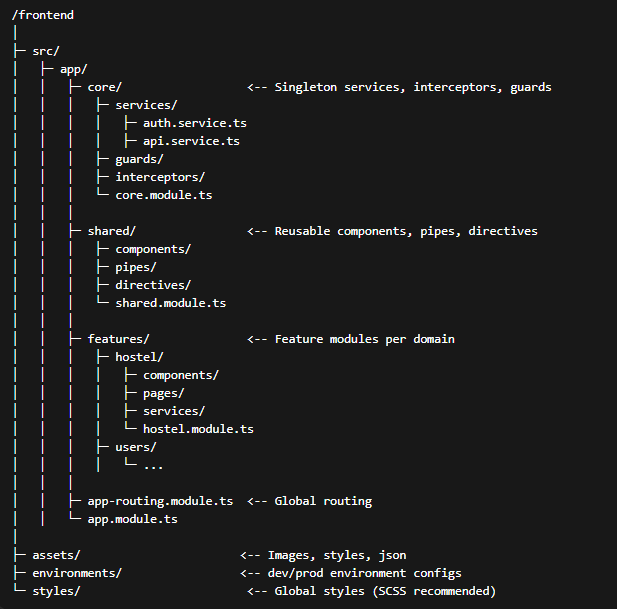 /frontend
│
├─ src/
│   ├─ app/
│   │   ├─ core/                  <-- Singleton services, interceptors, guards
│   │   │   ├─ services/
│   │   │   │   ├─ auth.service.ts
│   │   │   │   ├─ api.service.ts
│   │   │   ├─ guards/
│   │   │   ├─ interceptors/
│   │   │   └─ core.module.ts
│   │   │
│   │   ├─ shared/                <-- Reusable components, pipes, directives
│   │   │   ├─ components/
│   │   │   ├─ pipes/
│   │   │   ├─ directives/
│   │   │   └─ shared.module.ts
│   │   │
│   │   ├─ features/              <-- Feature modules per domain
│   │   │   ├─ hostel/
│   │   │   │   ├─ components/
│   │   │   │   ├─ pages/
│   │   │   │   ├─ services/
│   │   │   │   └─ hostel.module.ts
│   │   │   ├─ users/
│   │   │   │   └─ ...
│   │   │
│   │   ├─ app-routing.module.ts  <-- Global routing
│   │   └─ app.module.ts
│
├─ assets/                       <-- Images, styles, json
├─ environments/                 <-- dev/prod environment configs
└─ styles/                        <-- Global styles (SCSS recommended)